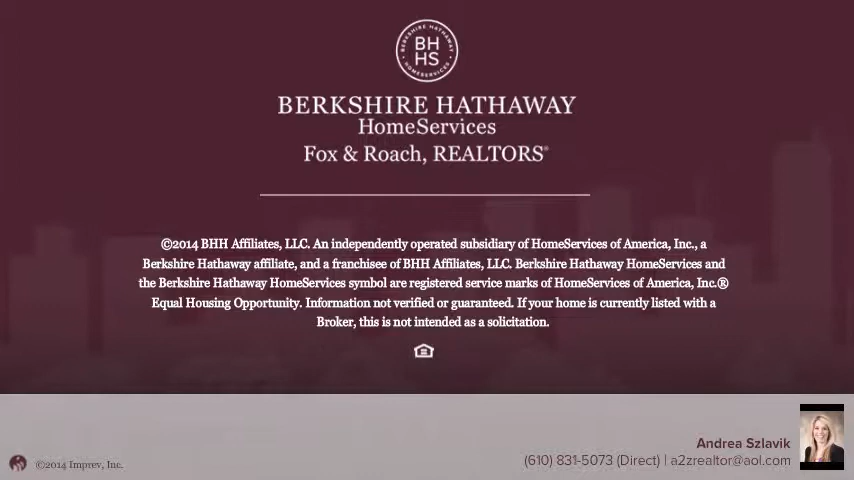 BERKSHIRE HATHAWAY
BH
HS
HOMESERVICES
BERKSHIRE HATHAWAY
HomeServices
Fox & Roach, REALTORS®
©2014 BHH Affiliates, LLC. An independently operated subsidiary of HomeServices of America, Inc., a
Berkshire Hathaway affiliate, and a franchisee of BHH Affiliates, LLC. Berkshire Hathaway HomeServices and
the Berkshire Hathaway HomeServices symbol are registered service marks of HomeServices of America, Inc.®
Equal Housing Opportunity. Information not verified or guaranteed. If your home is currently listed with a
Broker, this is not intended as a solicitation.
Andrea Szlavik
(610) 831-5073 (Direct) | a2zrealtor@aol.com
©2014 Imprev, Inc.